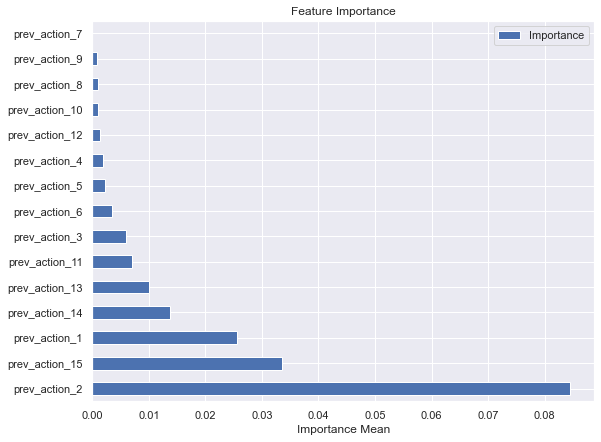 Feature Importance
Importance
prev_action_7
prev_action_9
prev_action_8
prev_action_10
prev_action_12
prev_action_4
prev_action_5
prev_action_6
prev_action_3
prev_action_11
prev_action_13
prev_action_14
prev_action_1
prev_action_15
prev_action_2
0.00 0.01 0.02 0.03 0.04 0.05 0.06 0.07 0.08
Importance Mean